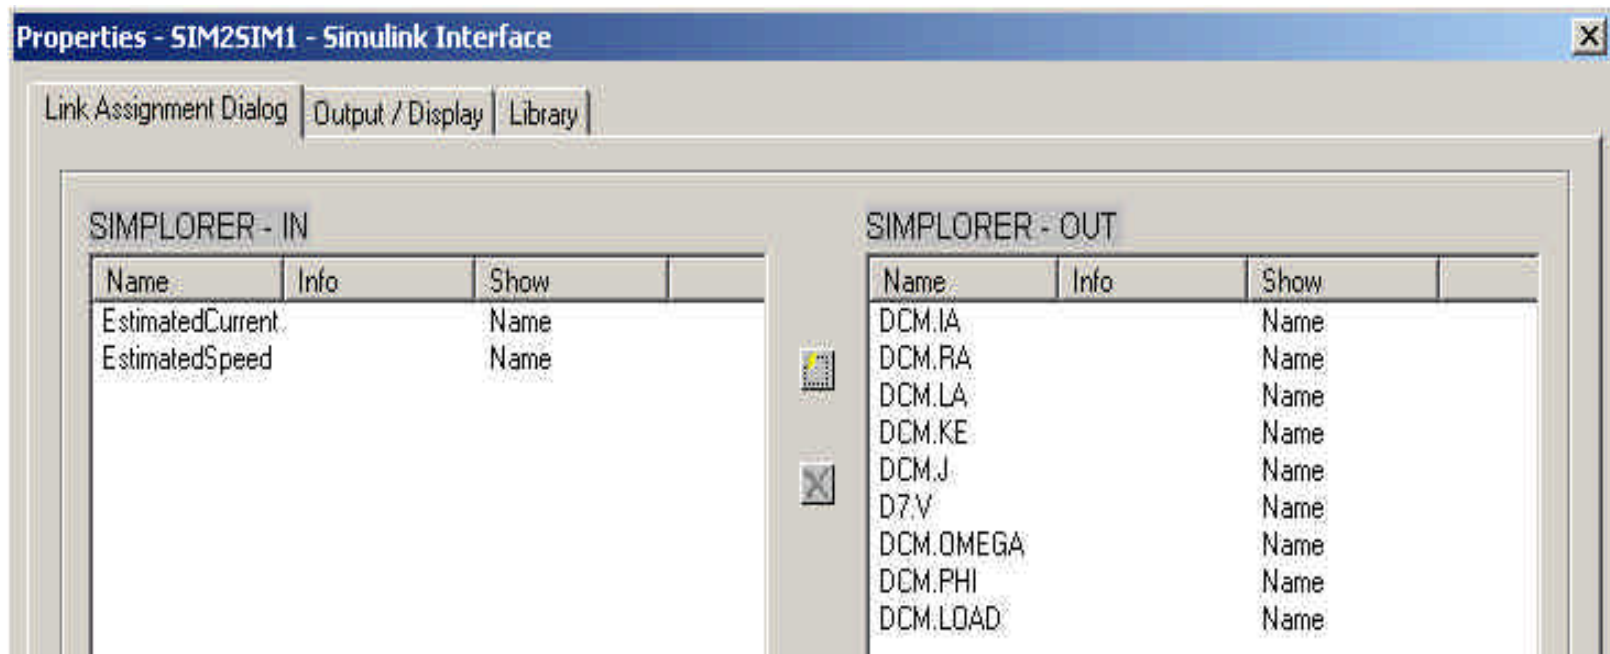 Properties - SIM2SIM1 - Simulink Interface
Link Assignment Dialog Output / Display Library
SIMPLORER - IN
Name Info Show
EstimatedCurrent Name
EstimatedSpeed Name
SIMPLORER - OUT
Name Info Show
DCM.IA Name
DCM.RA Name
DCM.LA Name
DCM.KE Name
DCM.J Name
D7.V Name
DCM.OMEGA Name
DCM.PHI Name
DCM.LOAD Name